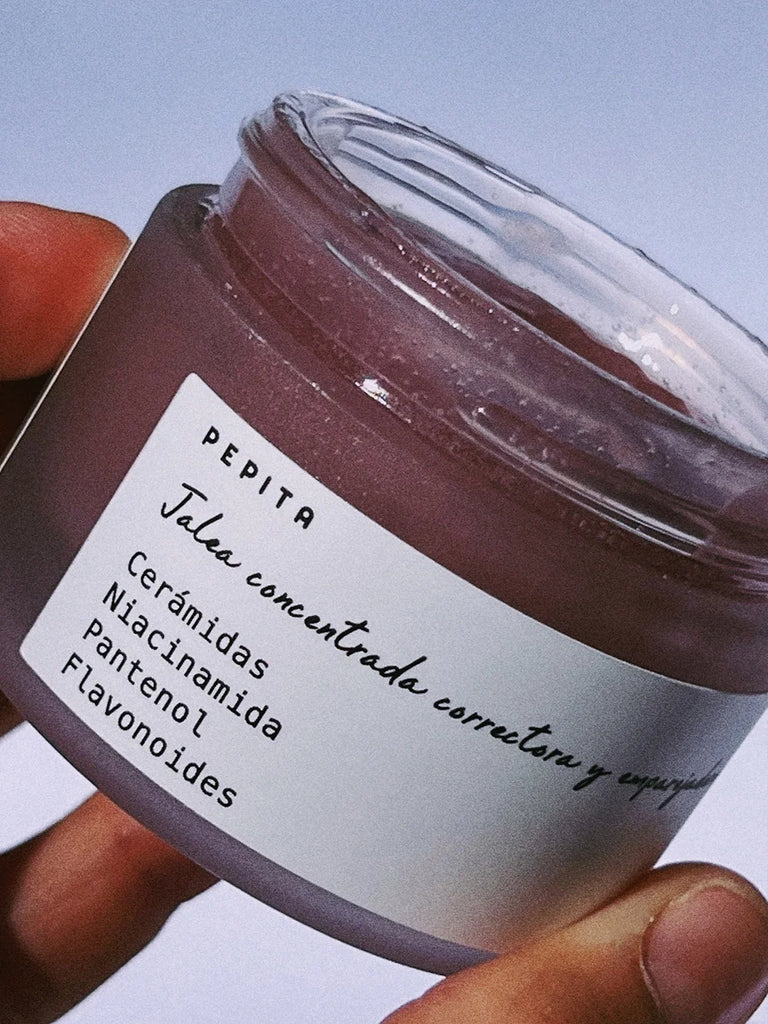 PEPITA
Jalea concentrada correctora y
Cerámidas
Niacinamida
Pantenol
Flavonoides